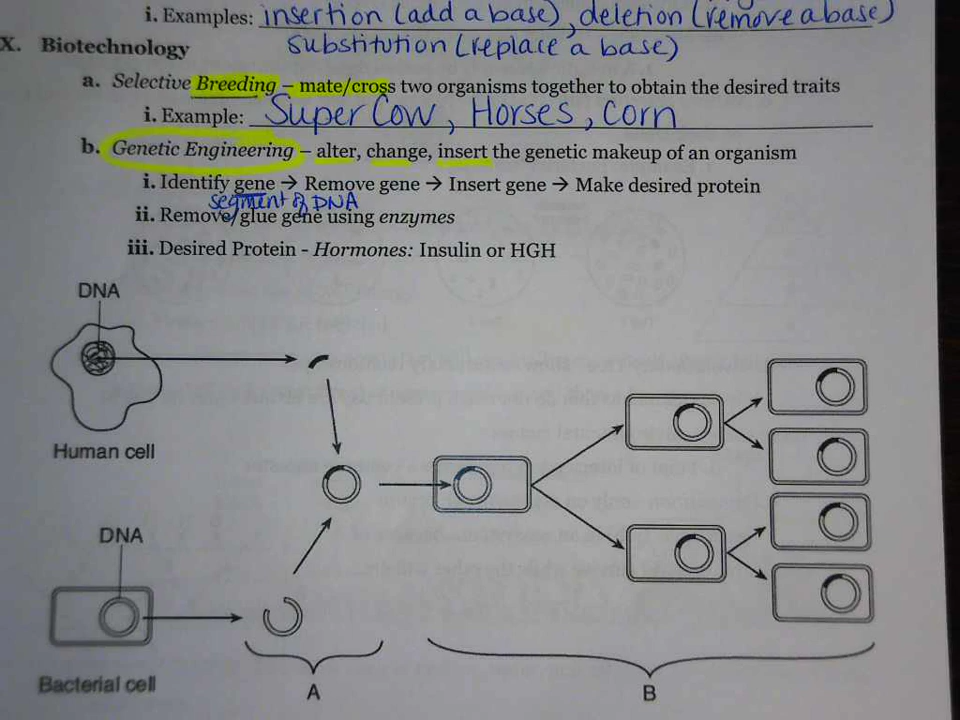 i. Examples: insertion (add a base), deletion (remove a base)
substitution (replace a base)
X. Biotechnology
a. Selective Breeding – mate/cross two organisms together to obtain the desired traits
i. Example: Super Cow, Horses, Corn
b. Genetic Engineering – alter, change, insert the genetic makeup of an organism
i. Identify gene → Remove gene → Insert gene → Make desired protein
segment of DNA
ii. Remove/glue gene using enzymes
iii. Desired Protein - Hormones: Insulin or HGH
DNA
Human cell
DNA
Bacterial cell
A
B